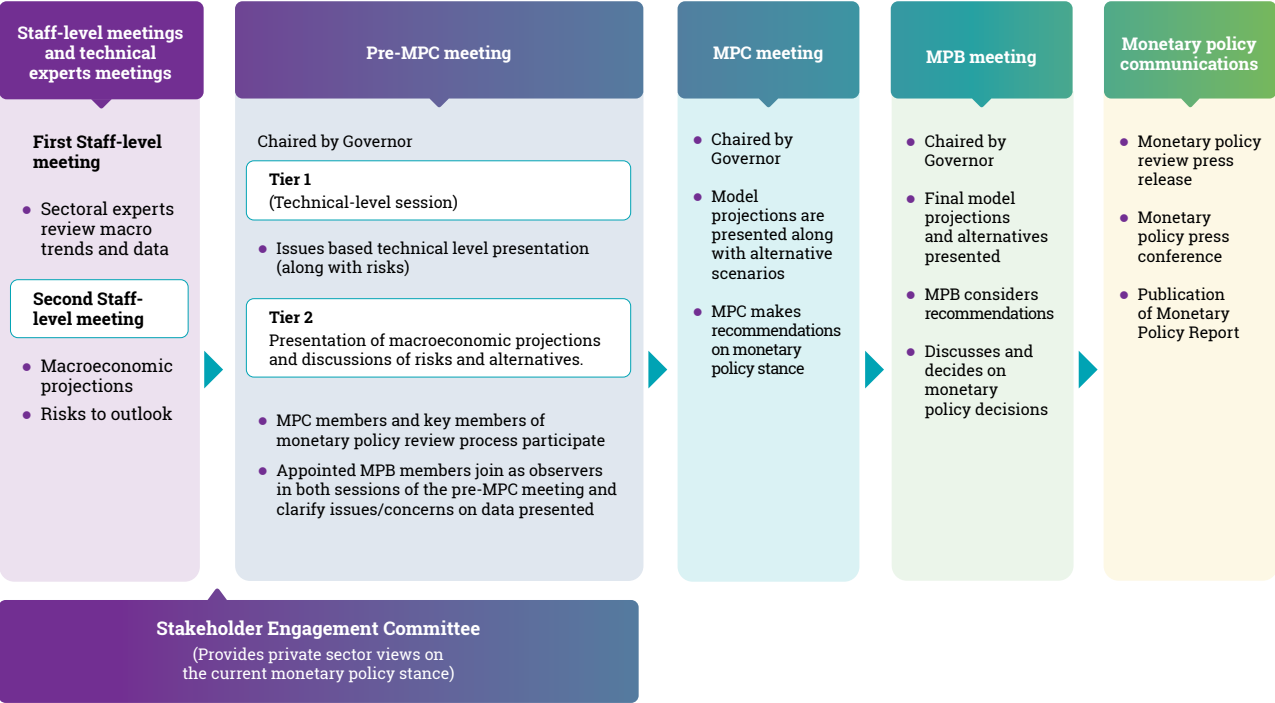 Staff-level meetings
and technical
experts meetings
First Staff-level
meeting
● Sectoral experts
review macro
trends and data
Second Staff-
level meeting
● Macroeconomic
projections
● Risks to outlook
Pre-MPC meeting
Chaired by Governor
Tier 1
(Technical-level session)
● Issues based technical level presentation
(along with risks)
Tier 2
Presentation of macroeconomic projections
and discussions of risks and alternatives.
● MPC members and key members of
monetary policy review process participate
● Appointed MPB members join as observers
in both sessions of the pre-MPC meeting and
clarify issues/concerns on data presented
MPC meeting
● Chaired by
Governor
● Model
projections are
presented along
with alternative
scenarios
● MPC makes
recommendations
on monetary
policy stance
MPB meeting
● Chaired by
Governor
● Final model
projections
and alternatives
presented
● MPB considers
recommendations
● Discusses and
decides on
monetary
policy decisions
Monetary policy
communications
● Monetary policy
review press
release
● Monetary
policy press
conference
● Publication
of Monetary
Policy Report
Stakeholder Engagement Committee
(Provides private sector views on
the current monetary policy stance)